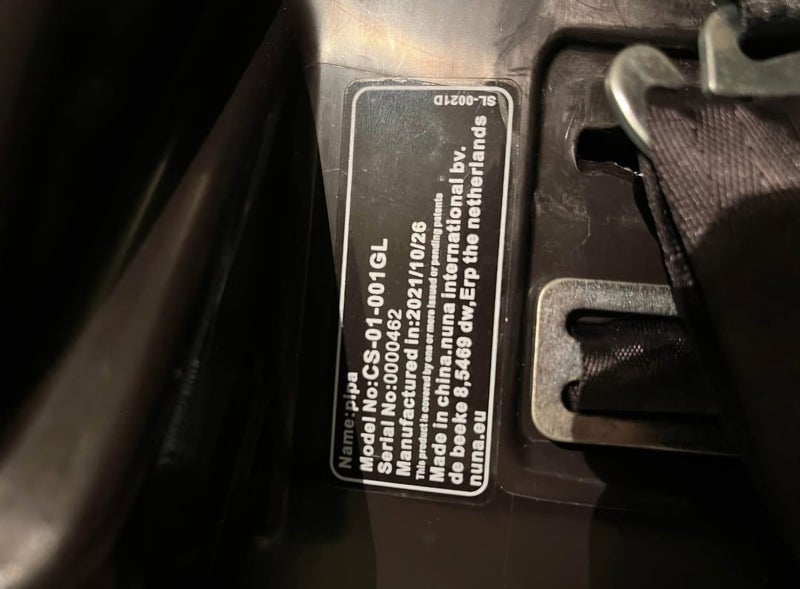 Name:pipa
Model No:CS-01-001GL
Serial No:0000462
Manufactured in:2021/10/26
This product is covered by one or more issued or pending patents
Made in china.nuna international bv.
de beeke 8,5469 dw,Erp the netherlands
nuna.eu
SL-0021D